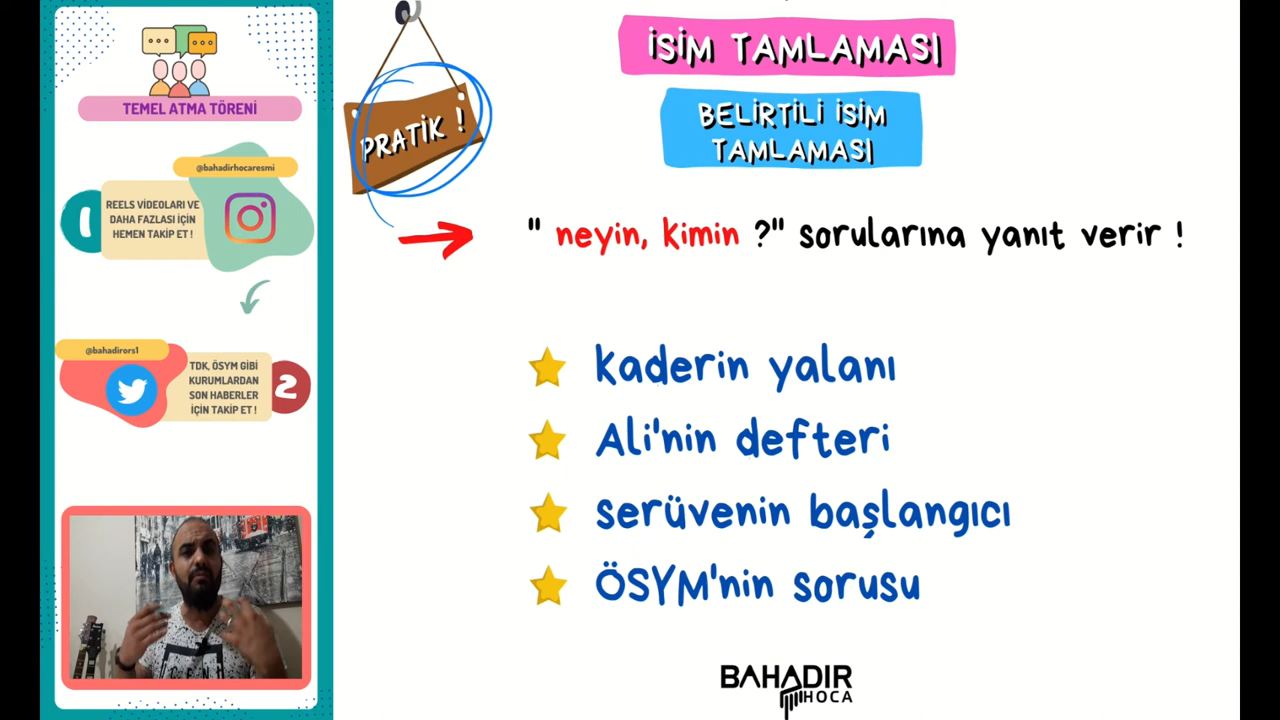 TEMEL ATMA TÖRENİ
@bahadirhocaresmi
1
REELS VİDEOLARI VE
DAHA FAZLASI İÇİN
HEMEN TAKİP ET !
@bahadirors1
TDK, ÖSYM GİBİ
KURUMLARDAN
SON HABERLER
İÇİN TAKİP ET !
2
PRATİK !
İSİM TAMLAMASI
BELİRTİLİ İSİM
TAMLAMASI
" neyin, kimin ?" sorularına yanıt verir !
kaderin yalanı
Ali'nin defteri
serüvenin başlangıcı
ÖSYM'nin sorusu
BAHADIR
HOCA